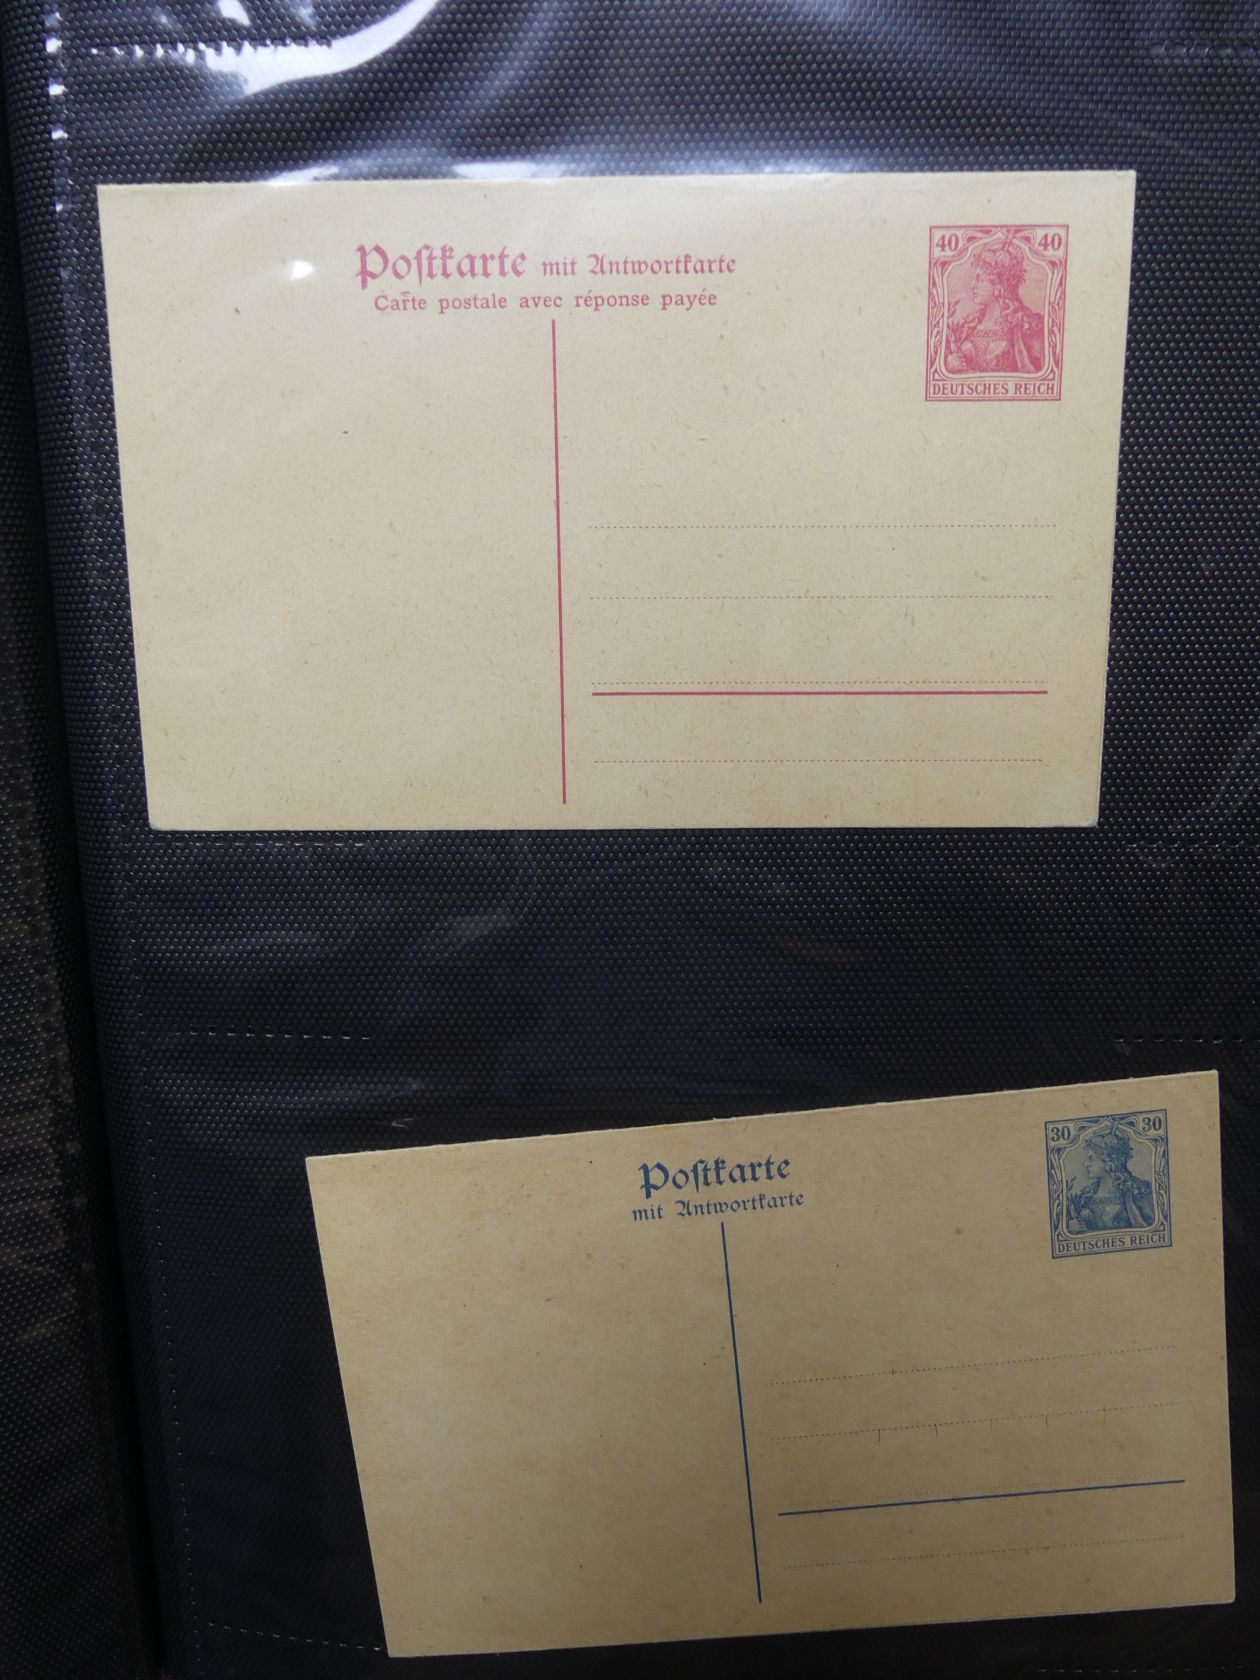 Postkarte mit Antwortkarte
Carte postale avec réponse payée
40 40
DEUTSCHES REICH
Postkarte
mit Antwortkarte
30 30
DEUTSCHES REICH